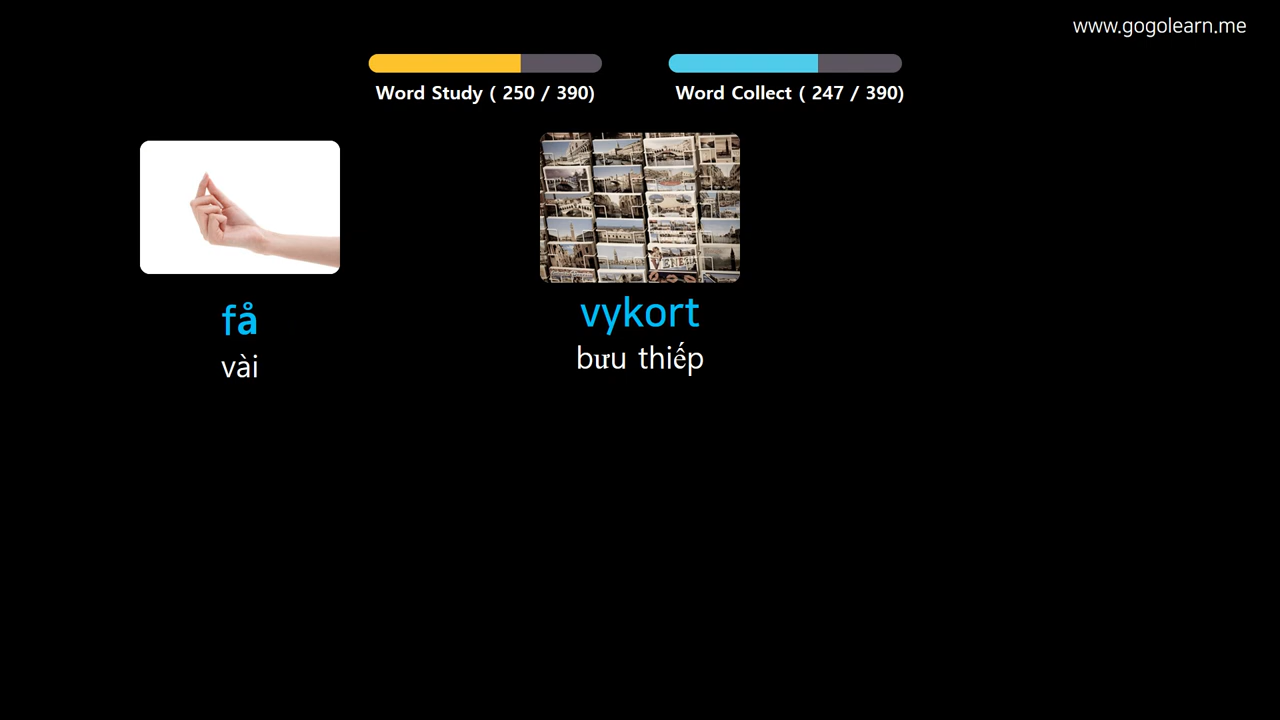 www.gogolearn.me
Word Study ( 250 / 390)
Word Collect ( 247 / 390)
få
vài
vykort
bưu thiếp